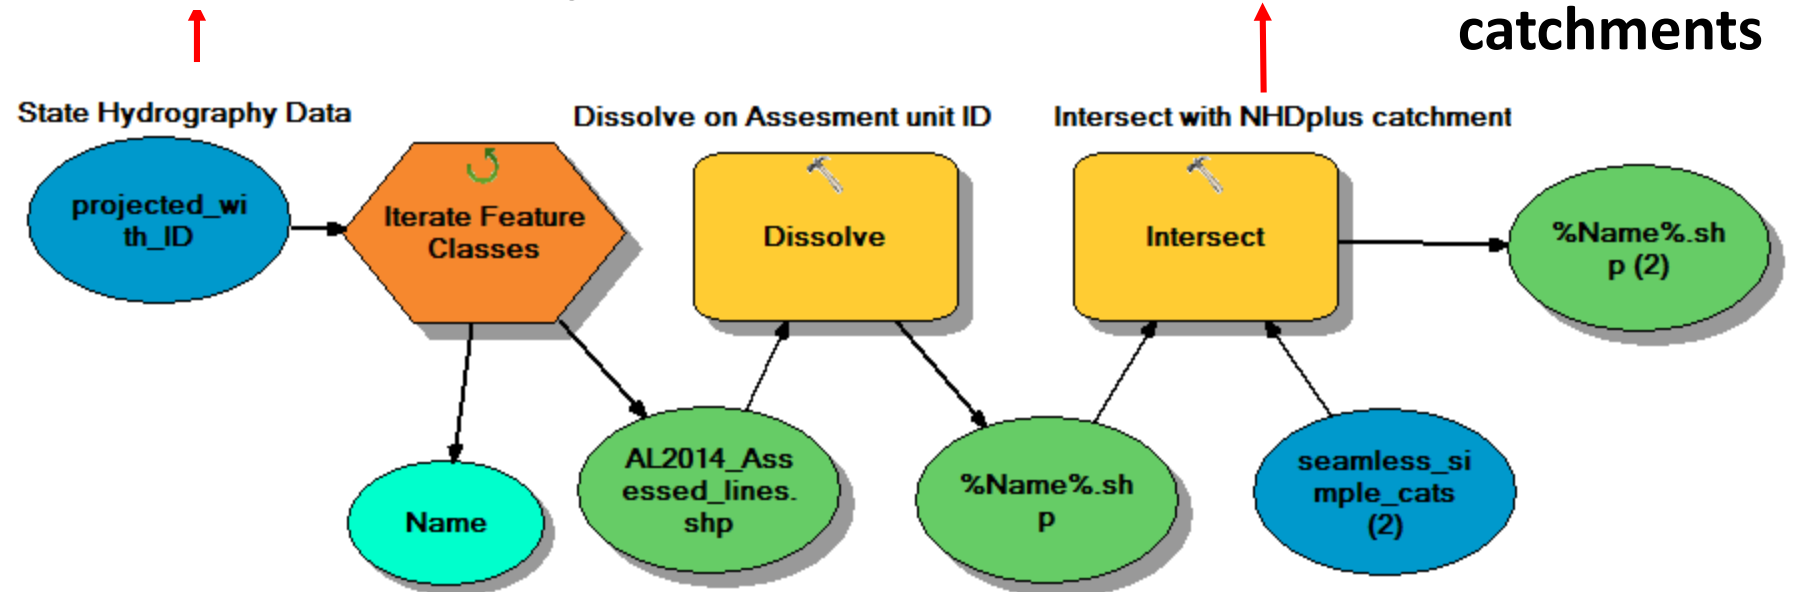 catchments
State Hydrography Data
Dissolve on Assesment unit ID
Intersect with NHDplus catchment
projected_wi
th_ID
Iterate Feature
Classes
Dissolve
Intersect
%Name%.sh
p (2)
Name
AL2014_Ass
essed_lines.
shp
%Name%.sh
p
seamless_si
mple_cats
(2)